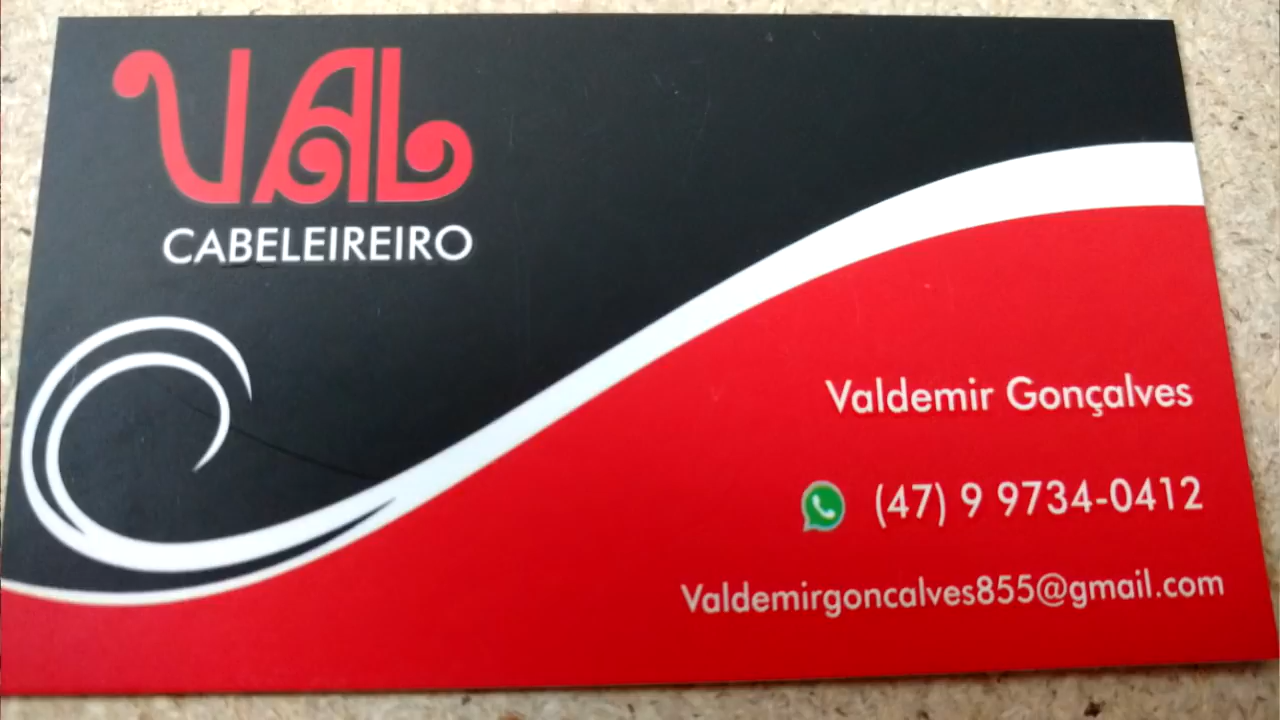 VAL
CABELEIREIRO
Valdemir Gonçalves
(47) 9 9734-0412
Valdemirgoncalves855@gmail.com